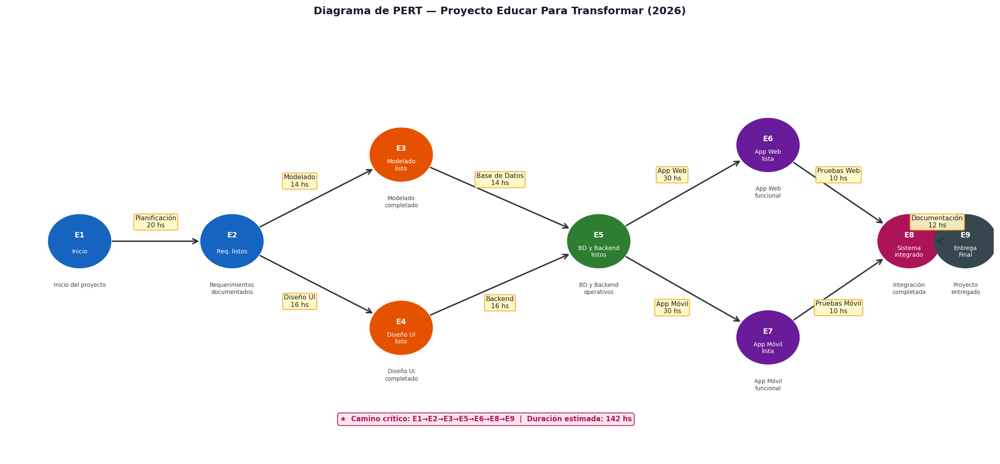 Diagrama de PERT — Proyecto Educar Para Transformar (2026)
E1
Inicio
Inicio del proyecto
Planificación
20 hs
E2
Req. listos
Requerimientos
documentados
Modelado
14 hs
Diseño UI
16 hs
E3
Modelado
listo
Modelado
completado
E4
Diseño UI
listo
Diseño UI
completado
Base de Datos
14 hs
Backend
16 hs
E5
BD y Backend
listos
BD y Backend
operativos
App Web
30 hs
App Móvil
30 hs
E6
App Web
lista
App Web
funcional
E7
App Móvil
lista
App Móvil
funcional
Pruebas Web
10 hs
Pruebas Móvil
10 hs
Documentación
12 hs
E8
Sistema
integrado
Integración
completada
E9
Entrega
Final
Proyecto
entregado
★ Camino crítico: E1→E2→E3→E5→E6→E8→E9 | Duración estimada: 142 hs